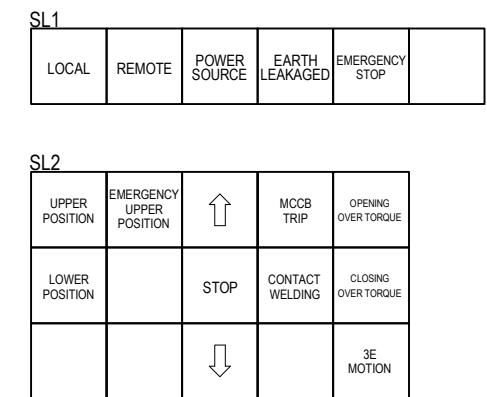 SL1
LOCAL
REMOTE
POWER
SOURCE
EARTH
LEAKAGED
EMERGENCY
STOP
SL2
UPPER
POSITION
EMERGENCY
UPPER
POSITION
⇧
MCCB
TRIP
OPENING
OVER TORQUE
LOWER
POSITION
STOP
CONTACT
WELDING
CLOSING
OVER TORQUE
⇩
3E
MOTION